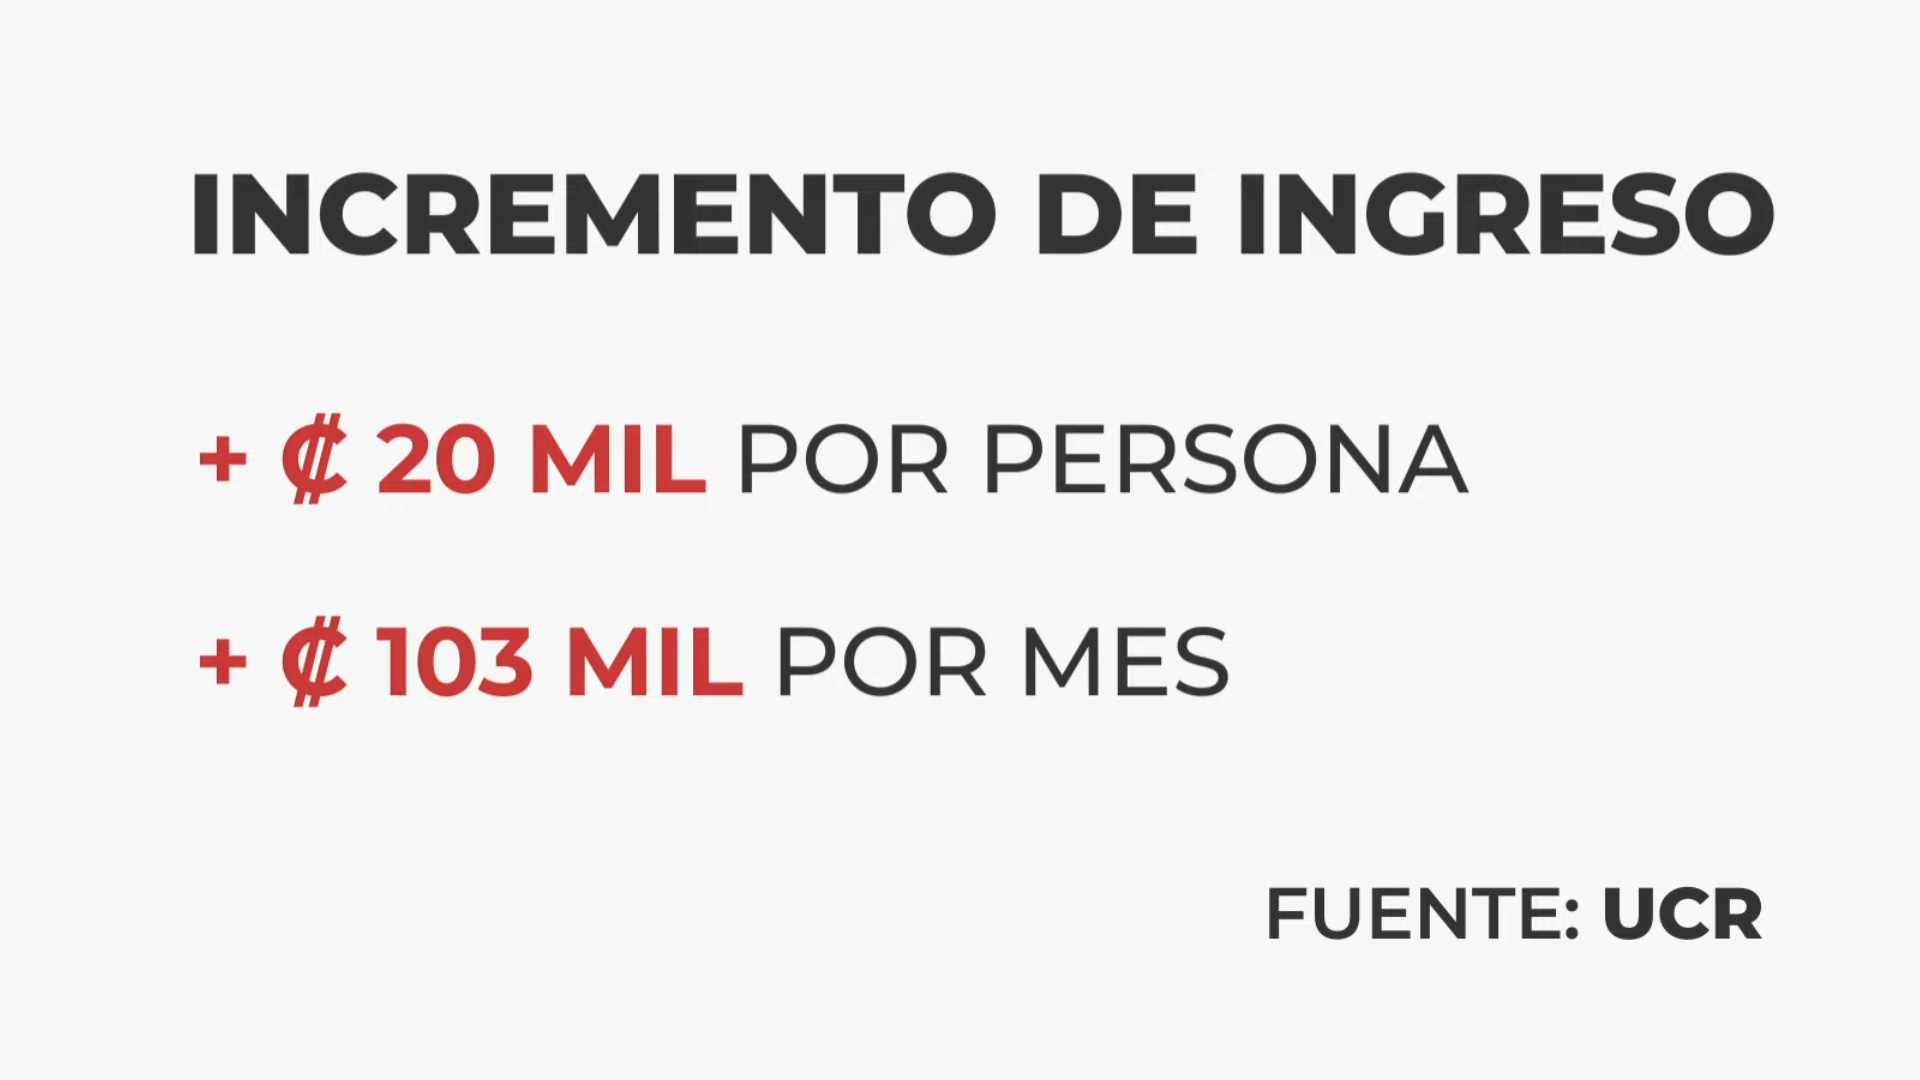 INCREMENTO DE INGRESO
+ ₡ 20 MIL POR PERSONA
+ ₡ 103 MIL POR MES
FUENTE: UCR